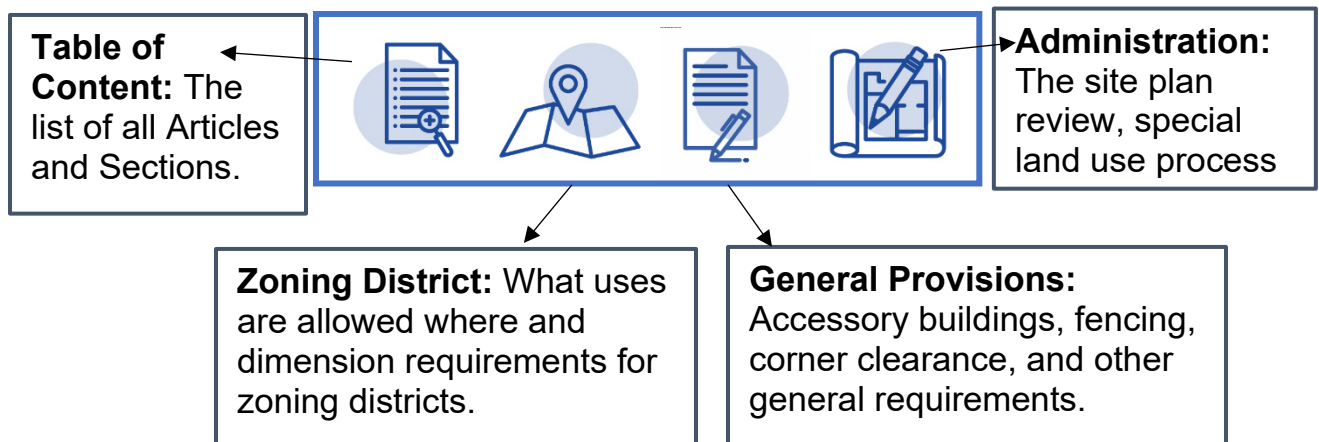 Table of
Content: The
list of all Articles
and Sections.
Administration:
The site plan
review, special
land use process
Zoning District: What uses
are allowed where and
dimension requirements for
zoning districts.
General Provisions:
Accessory buildings, fencing,
corner clearance, and other
general requirements.